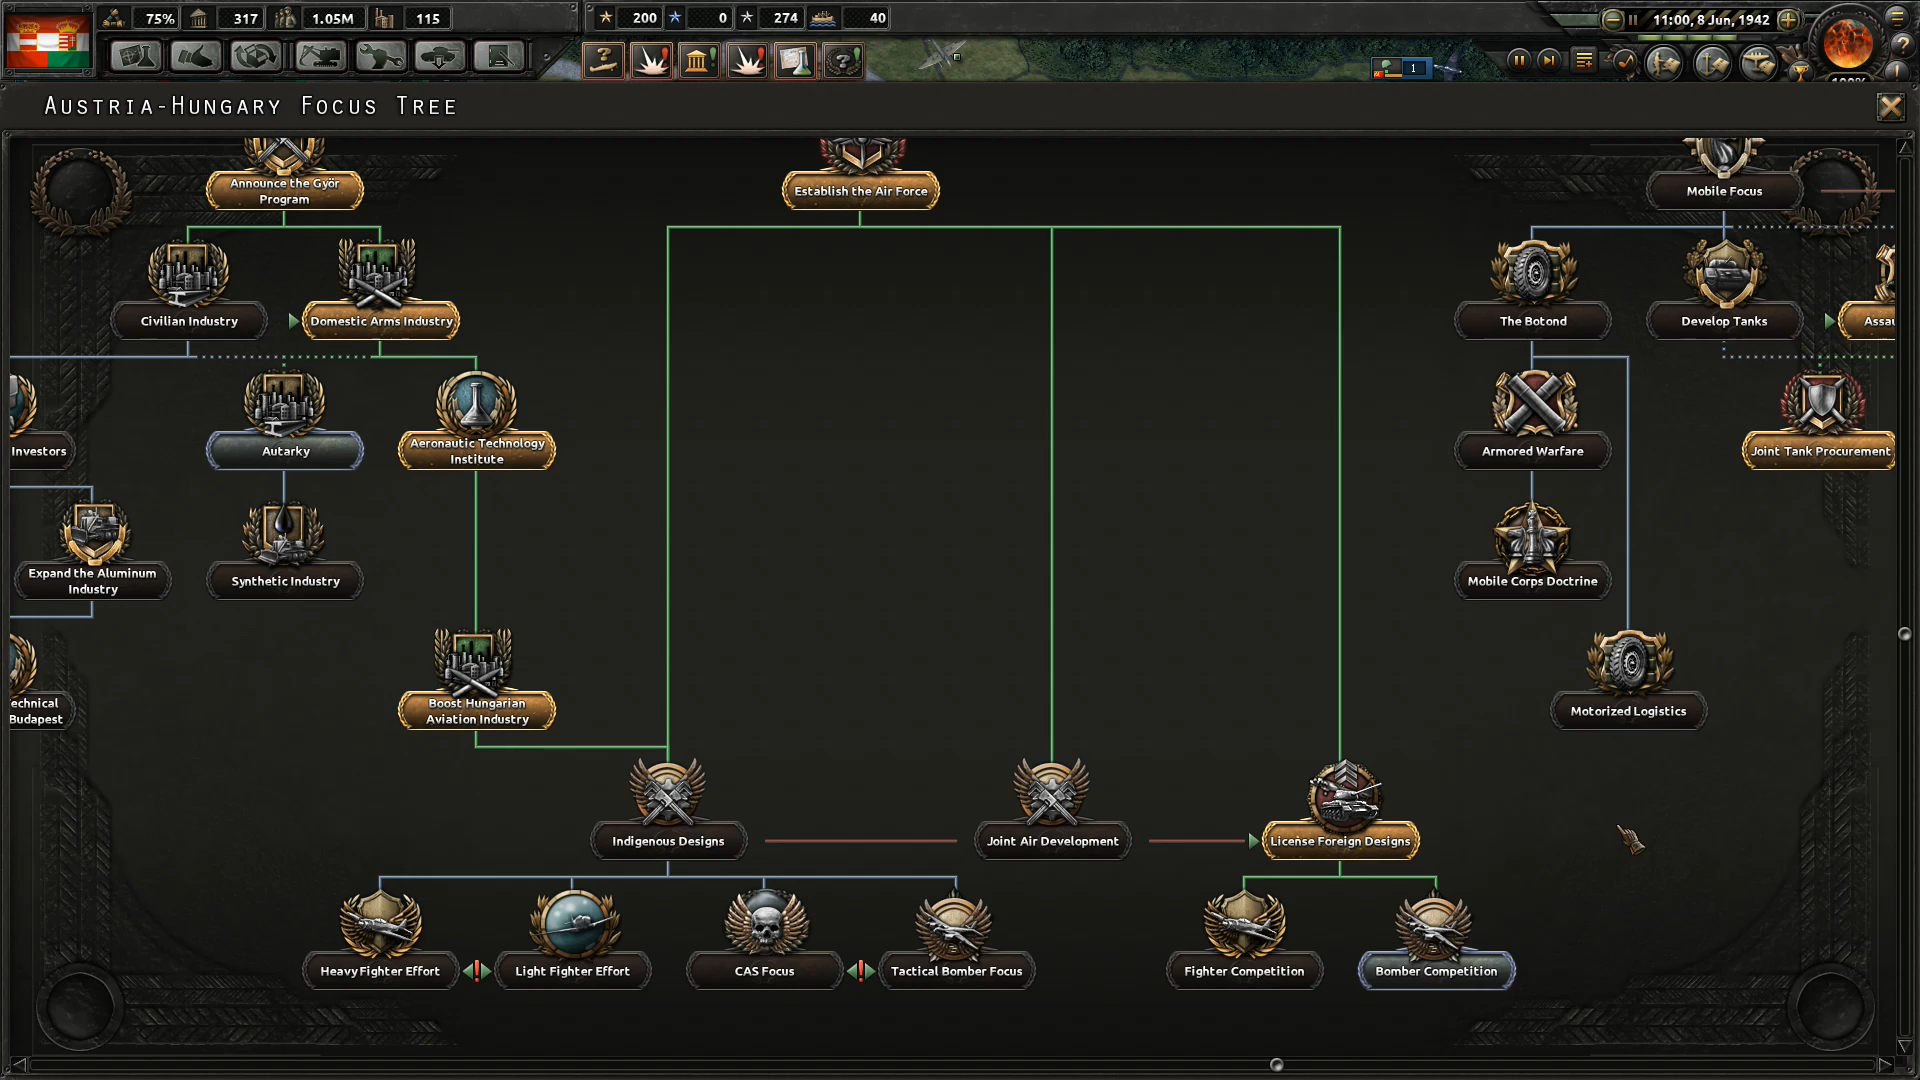 75%
317
1.05M
115
200
0
274
40
11:00, 8 Jun, 1942
1
AUSTRIA-HUNGARY FOCUS TREE
Announce the Győr
Program
Establish the Air Force
Mobile Focus
Civilian Industry
Domestic Arms Industry
The Botond
Develop Tanks
Assau
Investors
Autarky
Aeronautic Technology
Institute
Armored Warfare
Joint Tank Procurement
Expand the Aluminum
Industry
Synthetic Industry
Mobile Corps Doctrine
echnical
Budapest
Boost Hungarian
Aviation Industry
Motorized Logistics
Indigenous Designs
Joint Air Development
License Foreign Designs
Heavy Fighter Effort
Light Fighter Effort
CAS Focus
Tactical Bomber Focus
Fighter Competition
Bomber Competition